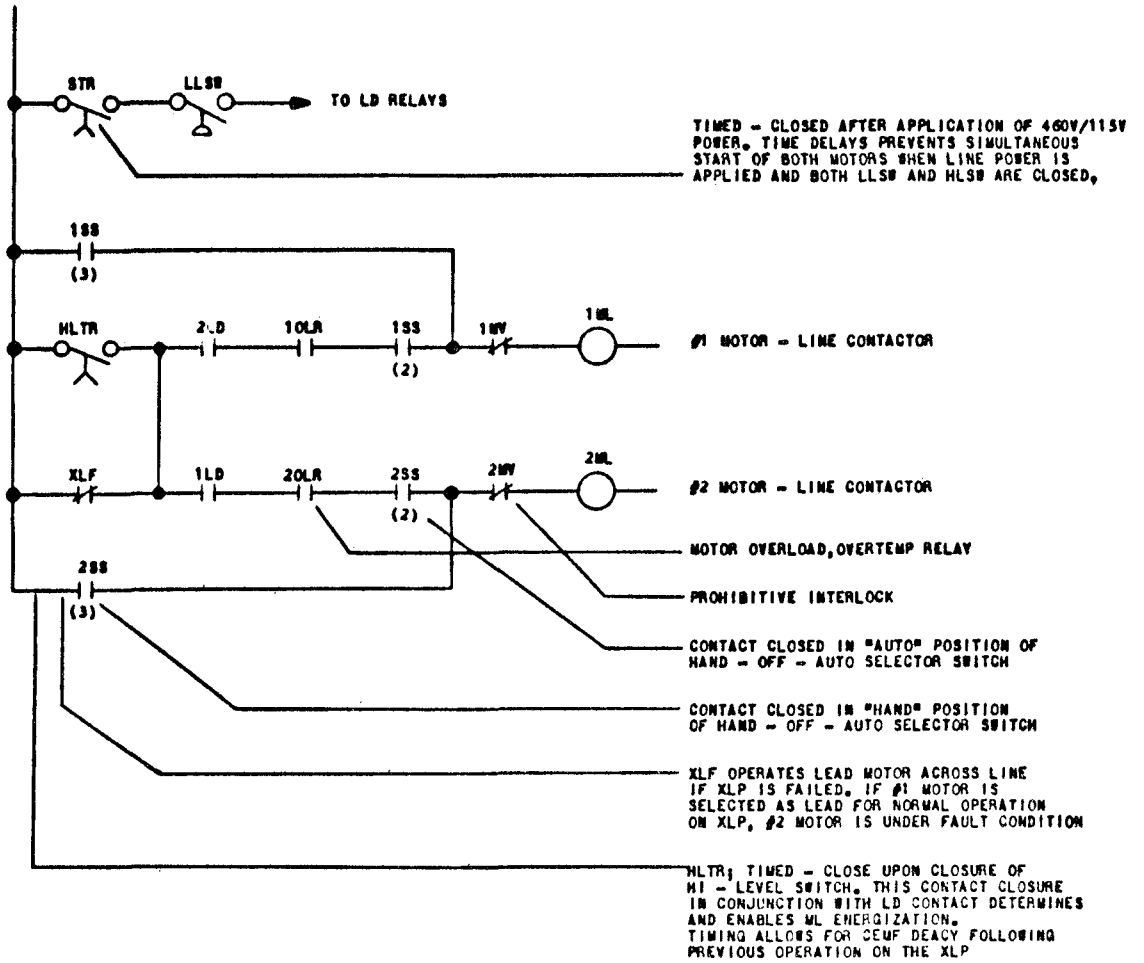 STR
LLSW
TO LD RELAYS
TIMED - CLOSED AFTER APPLICATION OF 460V/115V
POWER. TIME DELAYS PREVENTS SIMULTANEOUS
START OF BOTH MOTORS WHEN LINE POWER IS
APPLIED AND BOTH LLSW AND HLSW ARE CLOSED,
1SS
(3)
HLTR
2LD
1OLR
1SS
(2)
1MV
1ML
#1 MOTOR - LINE CONTACTOR
XLF
1LD
2OLR
2SS
(2)
2MV
2ML
#2 MOTOR - LINE CONTACTOR
MOTOR OVERLOAD, OVERTEMP RELAY
2SS
(3)
PROHIBITIVE INTERLOCK
CONTACT CLOSED IN "AUTO" POSITION OF
HAND - OFF - AUTO SELECTOR SWITCH
CONTACT CLOSED IN "HAND" POSITION
OF HAND - OFF - AUTO SELECTOR SWITCH
XLF OPERATES LEAD MOTOR ACROSS LINE
IF XLP IS FAILED. IF #1 MOTOR IS
SELECTED AS LEAD FOR NORMAL OPERATION
ON XLP, #2 MOTOR IS UNDER FAULT CONDITION
HLTR; TIMED - CLOSE UPON CLOSURE OF
HI - LEVEL SWITCH. THIS CONTACT CLOSURE
IN CONJUNCTION WITH LD CONTACT DETERMINES
AND ENABLES ML ENERGIZATION.
TIMING ALLOWS FOR CEMF DEACY FOLLOWING
PREVIOUS OPERATION ON THE XLP